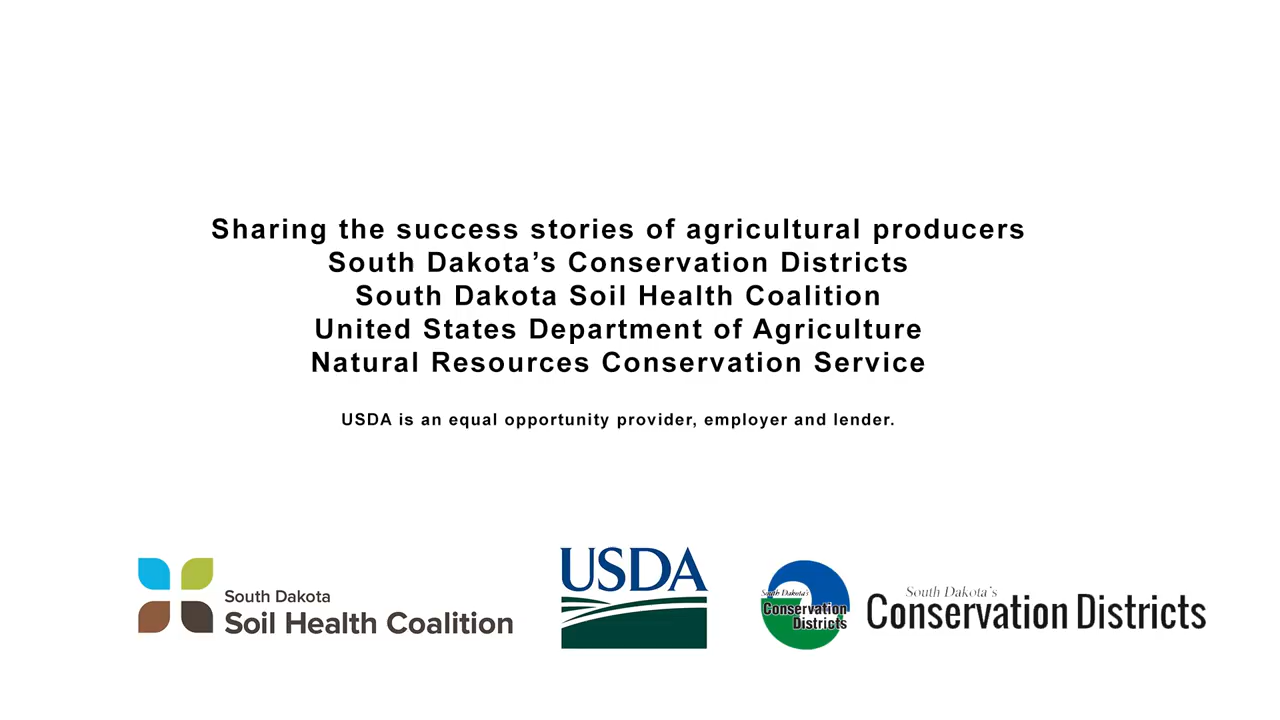 Sharing the success stories of agricultural producers
South Dakota’s Conservation Districts
South Dakota Soil Health Coalition
United States Department of Agriculture
Natural Resources Conservation Service
USDA is an equal opportunity provider, employer and lender.
South Dakota
Soil Health Coalition
USDA
South Dakota's
Conservation
Districts
South Dakota's
Conservation Districts